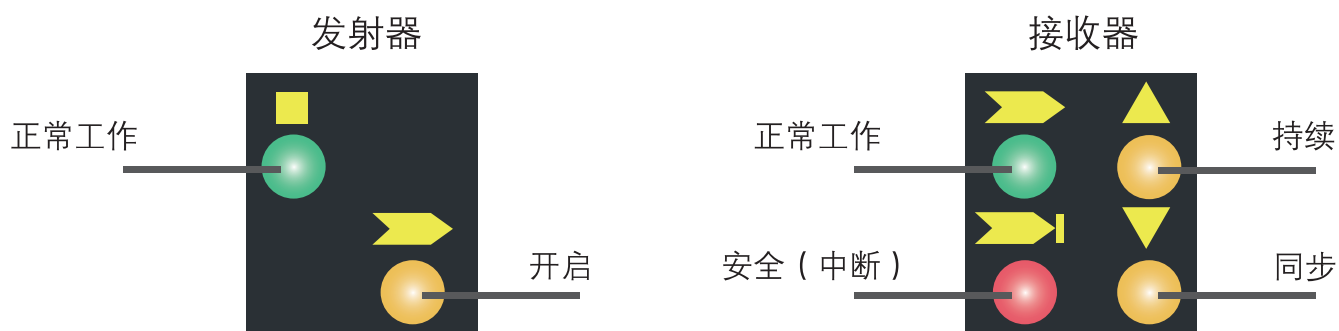 发射器
正常工作
开启
接收器
正常工作
持续
安全（中断）
同步